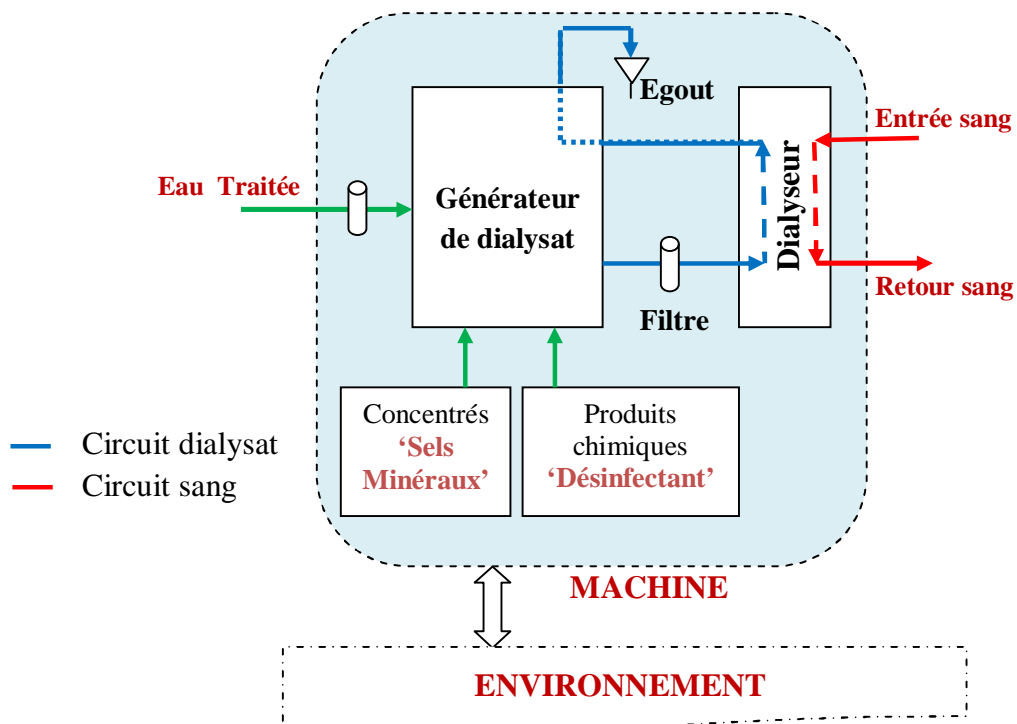 Egout
Entrée sang
Eau Traitée
Générateur
de dialysat
Dialyseur
Retour sang
Filtre
Concentrés
‘Sels
Minéraux’
Produits
chimiques
‘Désinfectant’
Circuit dialysat
Circuit sang
MACHINE
ENVIRONNEMENT